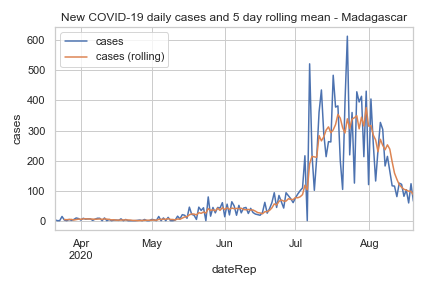 New COVID-19 daily cases and 5 day rolling mean - Madagascar
cases
cases (rolling)
600
500
400
300
200
100
0
cases
Apr
2020
May
Jun
Jul
Aug
dateRep